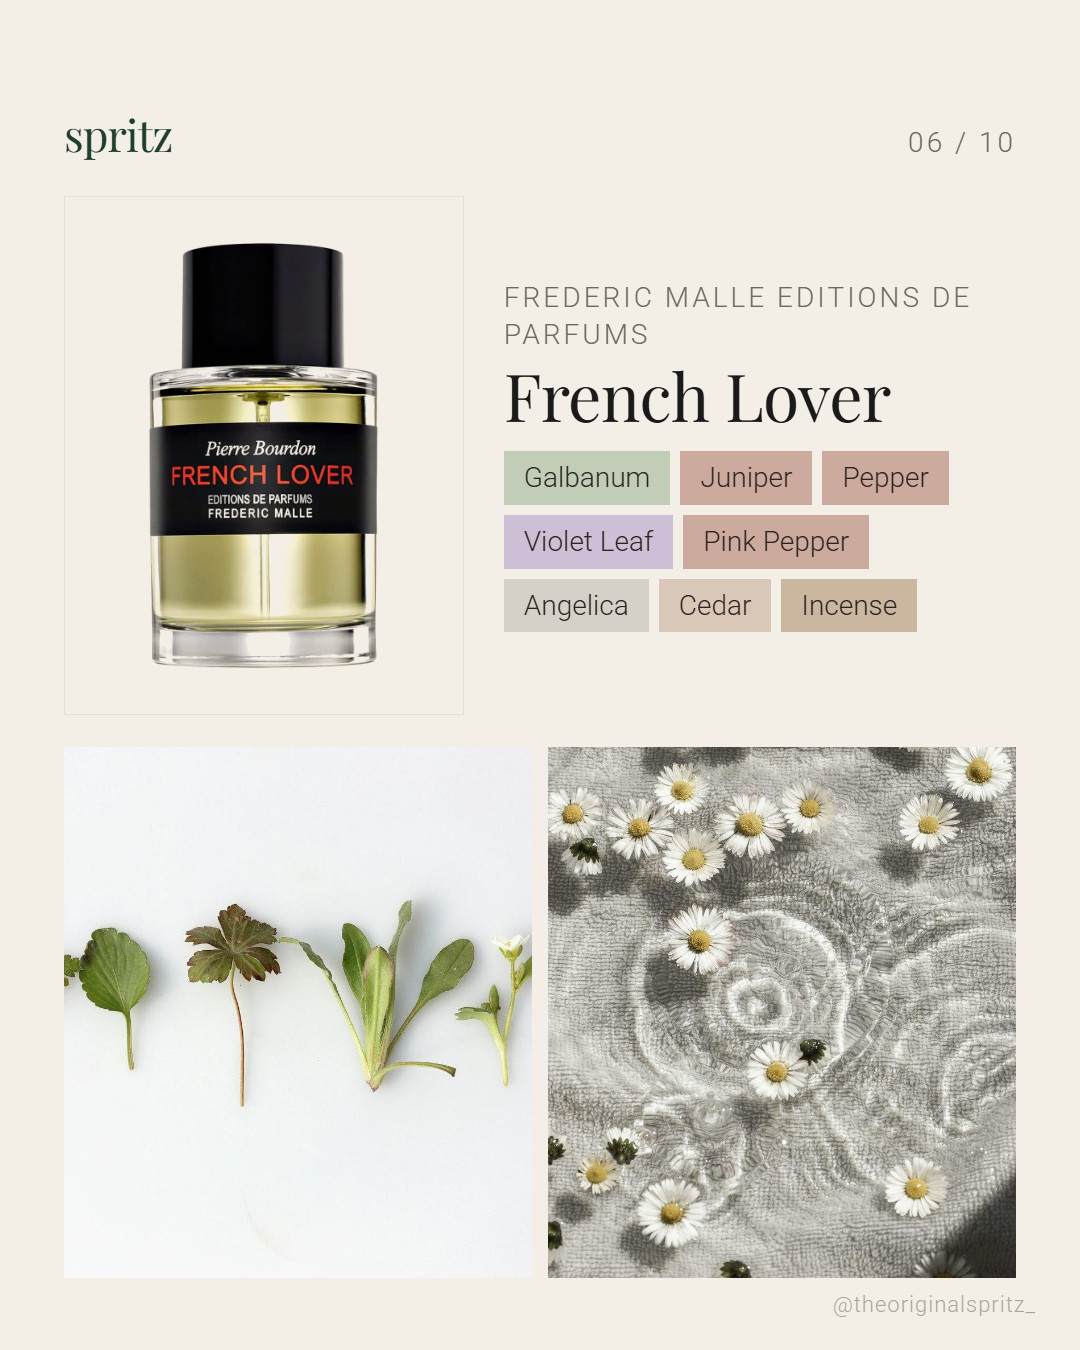 spritz
06 / 10
Pierre Bourdon
FRENCH LOVER
EDITIONS DE PARFUMS
FREDERIC MALLE
FREDERIC MALLE EDITIONS DE
PARFUMS
French Lover
Galbanum Juniper Pepper
Violet Leaf Pink Pepper
Angelica Cedar Incense
@theoriginalspritz_